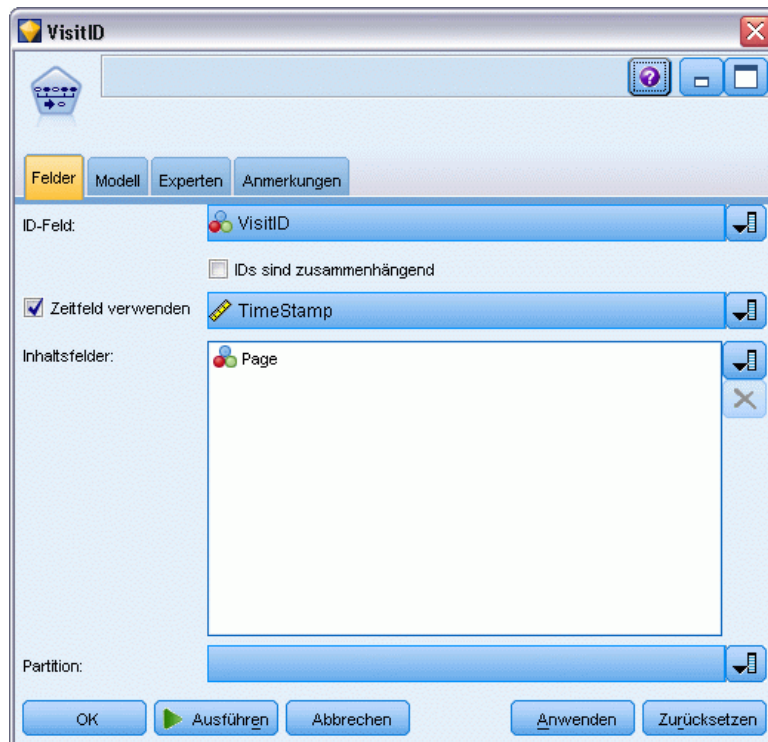 VisitID
?
Felder Modell Experten Anmerkungen
ID-Feld: VisitID
IDs sind zusammenhängend
Zeitfeld verwenden TimeStamp
Inhaltsfelder: Page
Partition:
OK Ausführen Abbrechen Anwenden Zurücksetzen